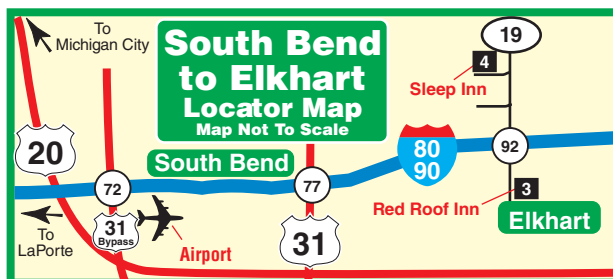 To
Michigan City
South Bend
to Elkhart
Locator Map
Map Not To Scale
19
4
Sleep Inn
20
South Bend
80
90
92
72
77
3
Red Roof Inn
Elkhart
To
LaPorte
31
Bypass
Airport
31